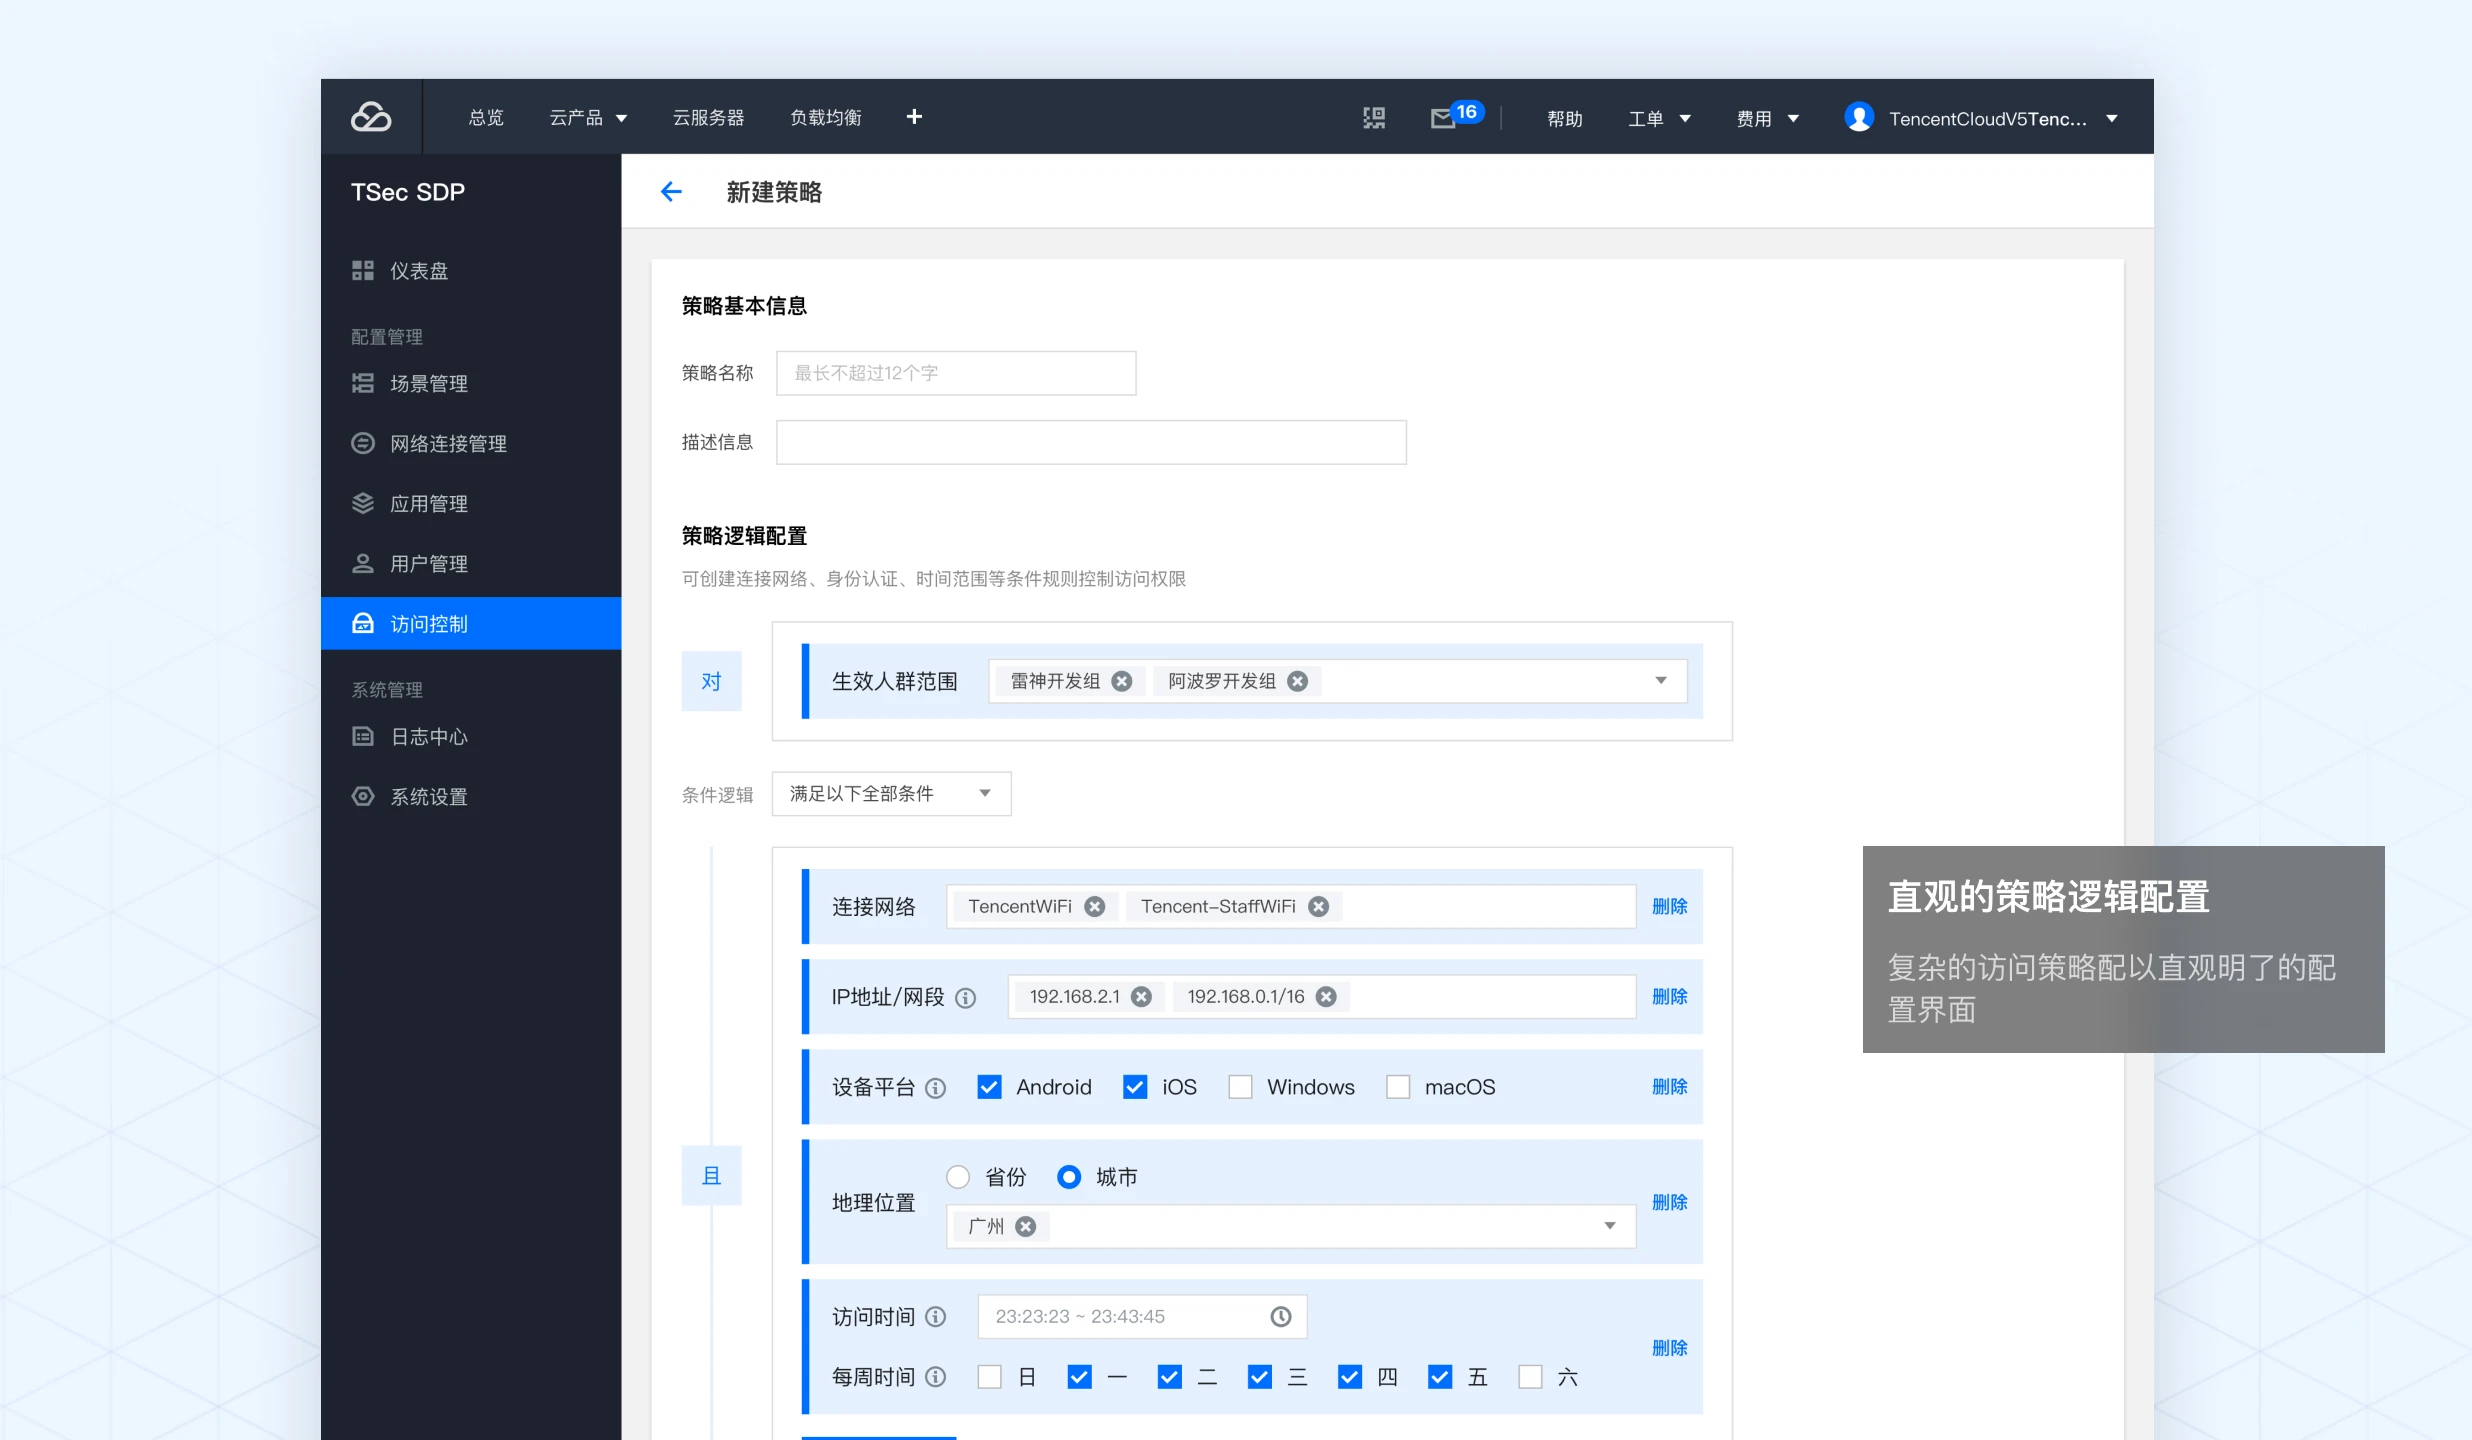 总览 云产品 云服务器 负载均衡 16 帮助 工单 费用 TencentCloudV5Tenc...
TSec SDP
新建策略
仪表盘
配置管理
场景管理
网络连接管理
应用管理
用户管理
访问控制
系统管理
日志中心
系统设置
策略基本信息
策略名称 最长不超过12个字
描述信息
策略逻辑配置
可创建连接网络、身份认证、时间范围等条件规则控制访问权限
对 生效人群范围 雷神开发组 阿波罗开发组
条件逻辑 满足以下全部条件
连接网络 TencentWiFi Tencent-StaffWiFi 删除
IP地址/网段 192.168.2.1 192.168.0.1/16 删除
设备平台 Android iOS Windows macOS 删除
且
省份 城市
地理位置 广州 删除
访问时间 23:23:23 ~ 23:43:45
删除
每周时间 日 一 二 三 四 五 六
直观的策略逻辑配置
复杂的访问策略配以直观明了的配
置界面